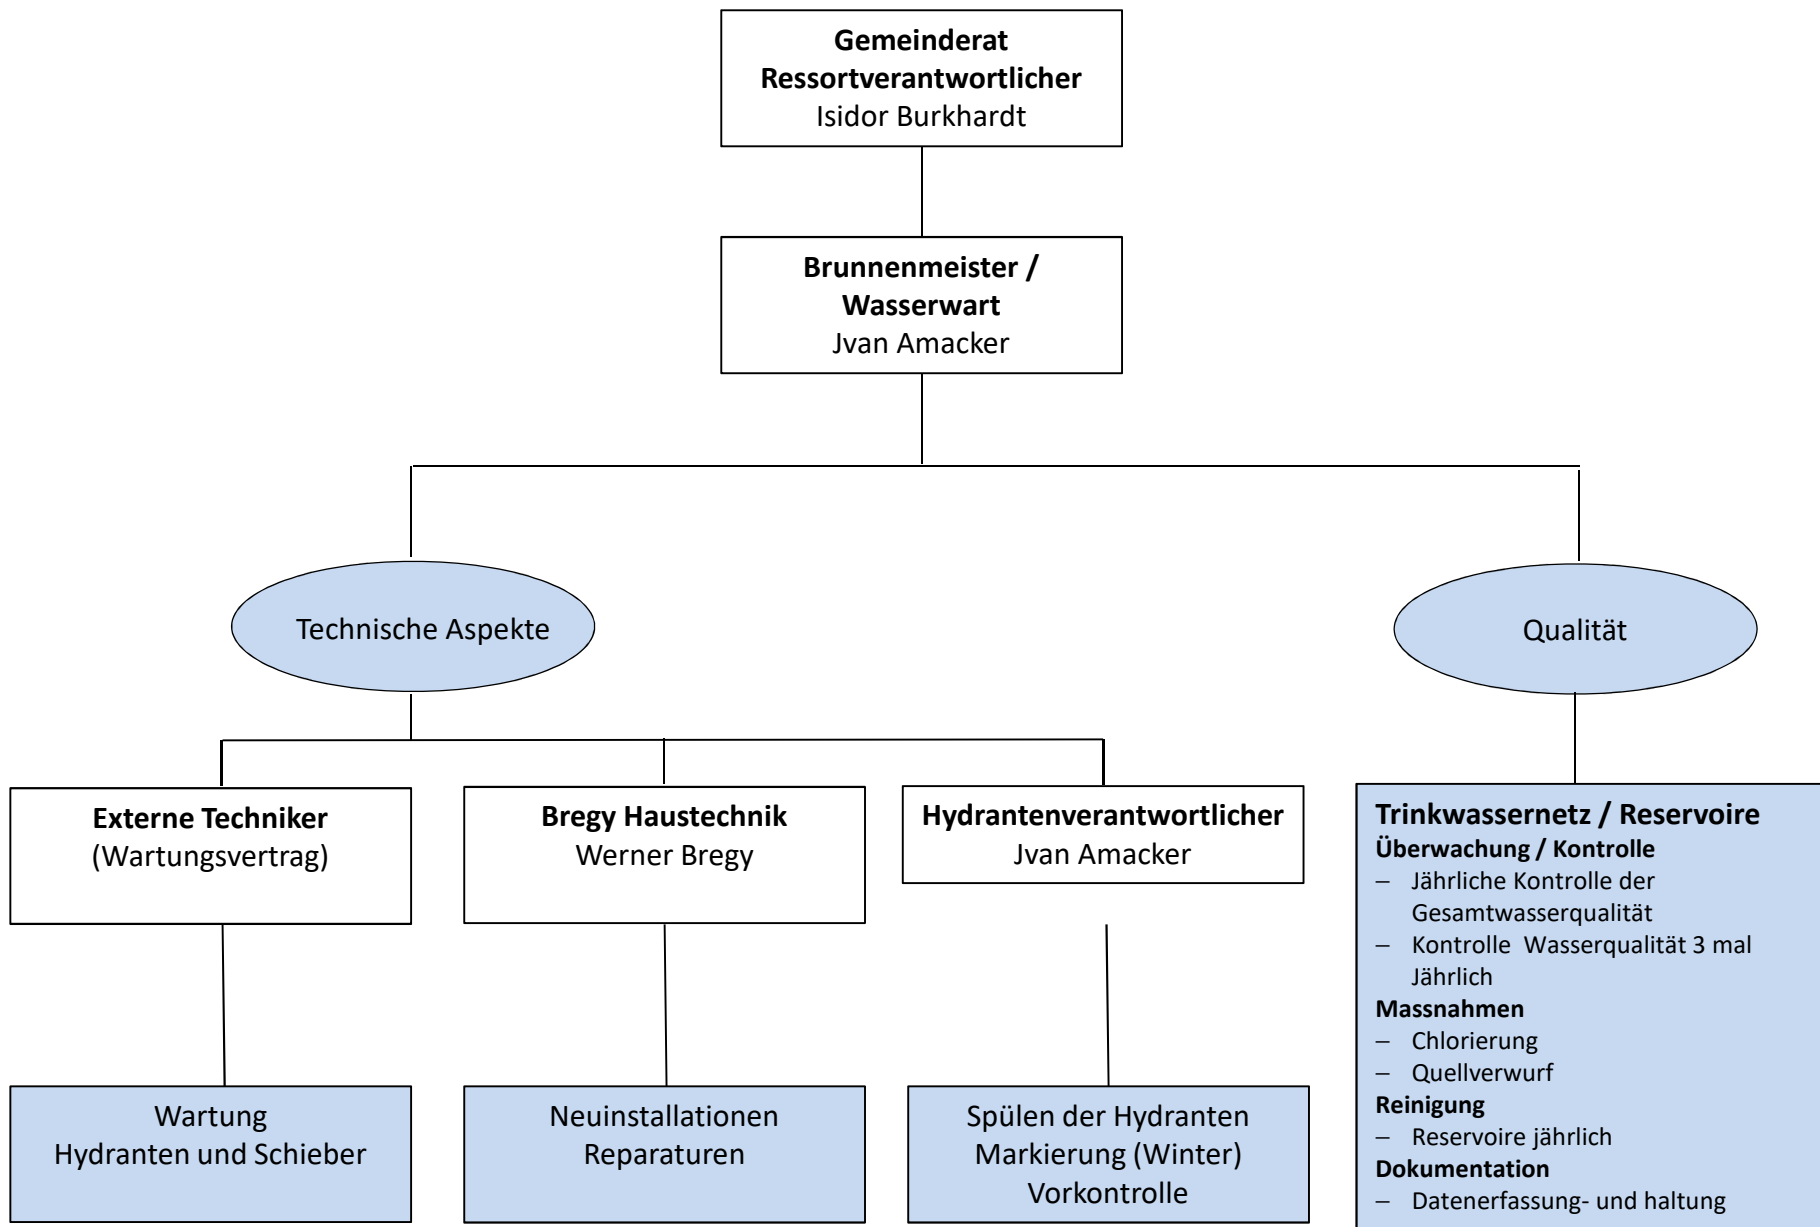 Gemeinderat
Ressortverantwortlicher
Isidor Burkhardt
Brunnenmeister /
Wasserwart
Jvan Amacker
Technische Aspekte
Qualität
Externe Techniker
(Wartungsvertrag)
Bregy Haustechnik
Werner Bregy
Hydrantenverantwortlicher
Jvan Amacker
Trinkwassernetz / Reservoire
Überwachung / Kontrolle
– Jährliche Kontrolle der
Gesamtwasserqualität
– Kontrolle  Wasserqualität 3 mal
Jährlich
Massnahmen
– Chlorierung
– Quellverwurf
Reinigung
– Reservoire jährlich
Dokumentation
– Datenerfassung- und haltung
Wartung
Hydranten und Schieber
Neuinstallationen
Reparaturen
Spülen der Hydranten
Markierung (Winter)
Vorkontrolle